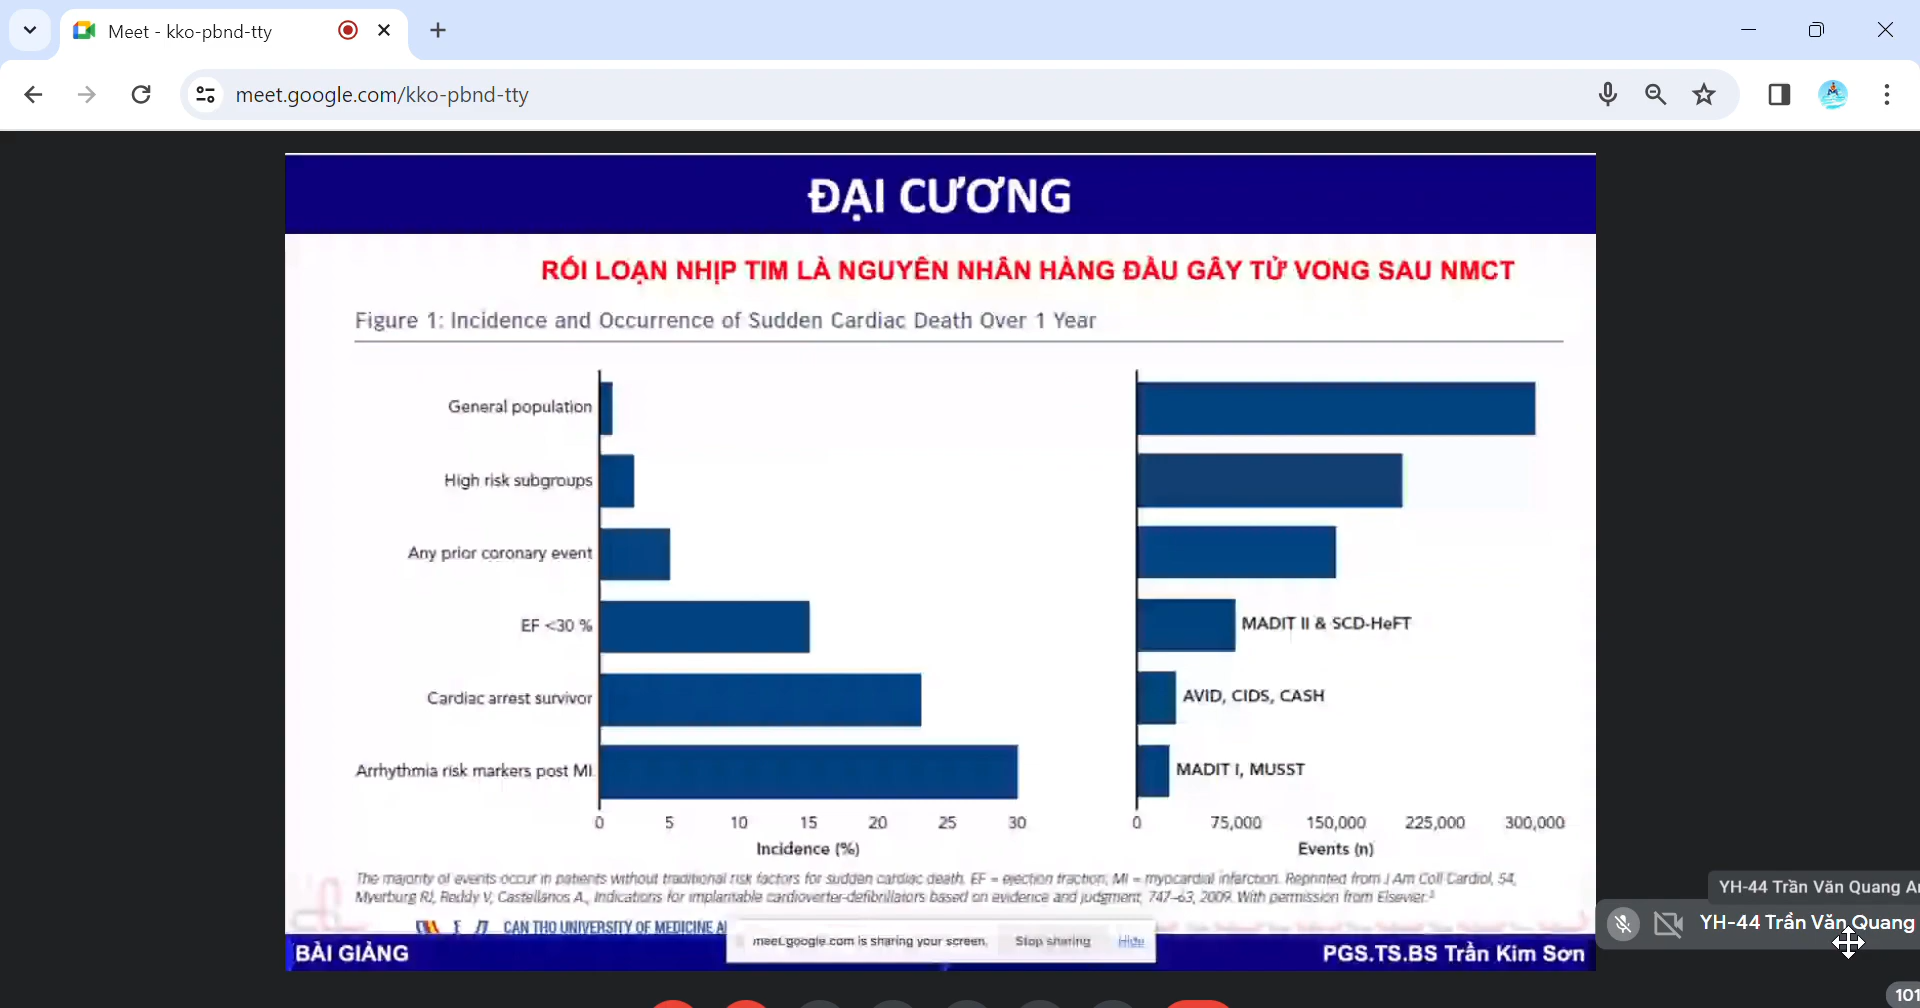 Meet - kko-pbnd-tty
meet.google.com/kko-pbnd-tty
ĐẠI CƯƠNG
RỐI LOẠN NHỊP TIM LÀ NGUYÊN NHÂN HÀNG ĐẦU GÂY TỬ VONG SAU NMCT
Figure 1: Incidence and Occurrence of Sudden Cardiac Death Over 1 Year
General population
High risk subgroups
Any prior coronary event
EF <30 %
MADIT II & SCD-HeFT
Cardiac arrest survivor
AVID, CIDS, CASH
Arrhythmia risk markers post MI
MADIT I, MUSST
0 5 10 15 20 25 30
0 75,000 150,000 225,000 300,000
Incidence (%)
Events (n)
The majority of events occur in patients without traditional risk factors for sudden cardiac death. EF = ejection fraction; MI = myocardial infarction. Reprinted from J Am Coll Cardiol, 54,
Myerburg RJ, Reddy V, Castellanos A., Indications for implantable cardioverter-defibrillators based on evidence and judgment, 747–63, 2009. With permission from Elsevier.
CAN THO UNIVERSITY OF MEDICINE
meet.google.com is sharing your screen.
Stop sharing
Hide
BÀI GIẢNG
PGS.TS.BS Trần Kim Sơn
YH-44 Trần Văn Quang
YH-44 Trần Văn Quang
101